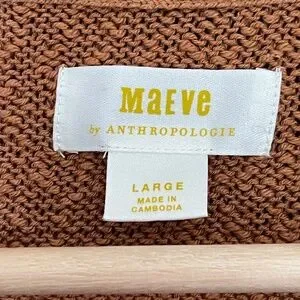 MaEVe
by ANTHROPOLOGIE
LARGE
MADE IN
CAMBODIA